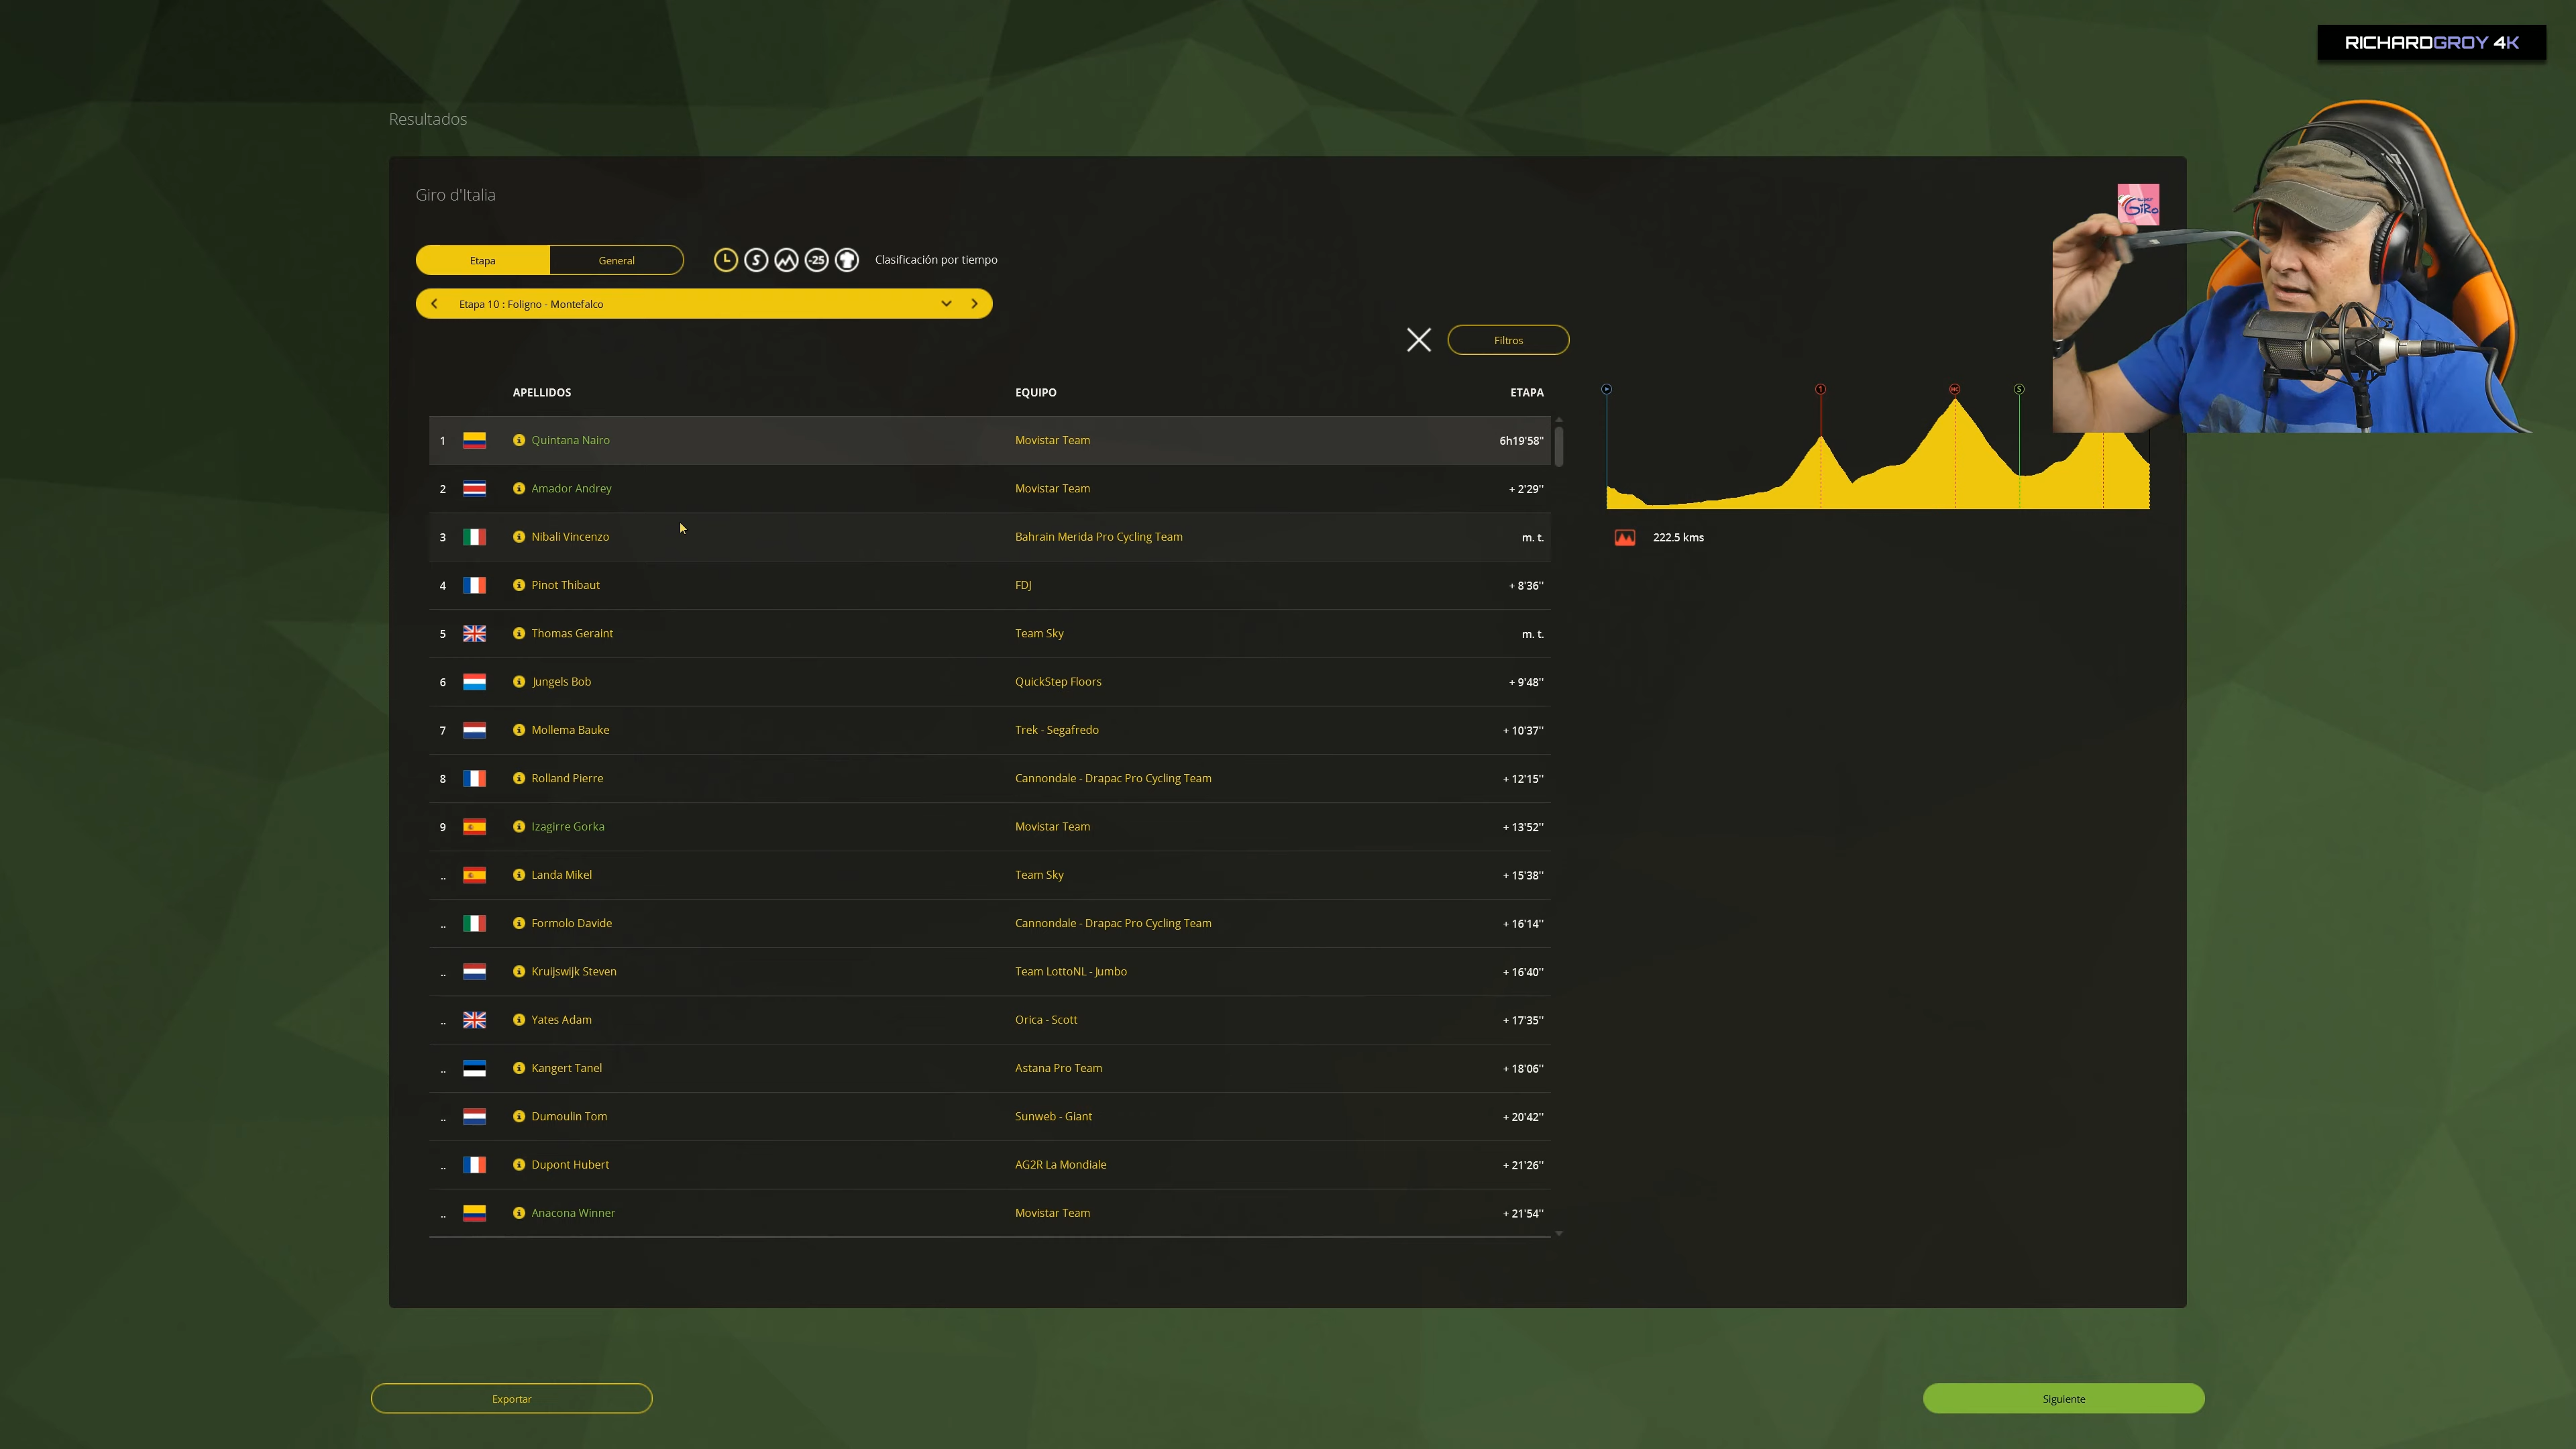 RICHARDGROY 4K
Resultados
Giro d'Italia
GiRO
Etapa General S -25 Clasificación por tiempo
Etapa 10 : Foligno - Montefalco
Filtros
APELLIDOS EQUIPO ETAPA
1 Quintana Nairo Movistar Team 6h19'58''
2 Amador Andrey Movistar Team + 2'29''
3 Nibali Vincenzo Bahrain Merida Pro Cycling Team m. t.
4 Pinot Thibaut FDJ + 8'36''
5 Thomas Geraint Team Sky m. t.
6 Jungels Bob QuickStep Floors + 9'48''
7 Mollema Bauke Trek - Segafredo + 10'37''
8 Rolland Pierre Cannondale - Drapac Pro Cycling Team + 12'15''
9 Izagirre Gorka Movistar Team + 13'52''
.. Landa Mikel Team Sky + 15'38''
.. Formolo Davide Cannondale - Drapac Pro Cycling Team + 16'14''
.. Kruijswijk Steven Team LottoNL - Jumbo + 16'40''
.. Yates Adam Orica - Scott + 17'35''
.. Kangert Tanel Astana Pro Team + 18'06''
.. Dumoulin Tom Sunweb - Giant + 20'42''
.. Dupont Hubert AG2R La Mondiale + 21'26''
.. Anacona Winner Movistar Team + 21'54''
1 HC S
222.5 kms
Exportar
Siguiente